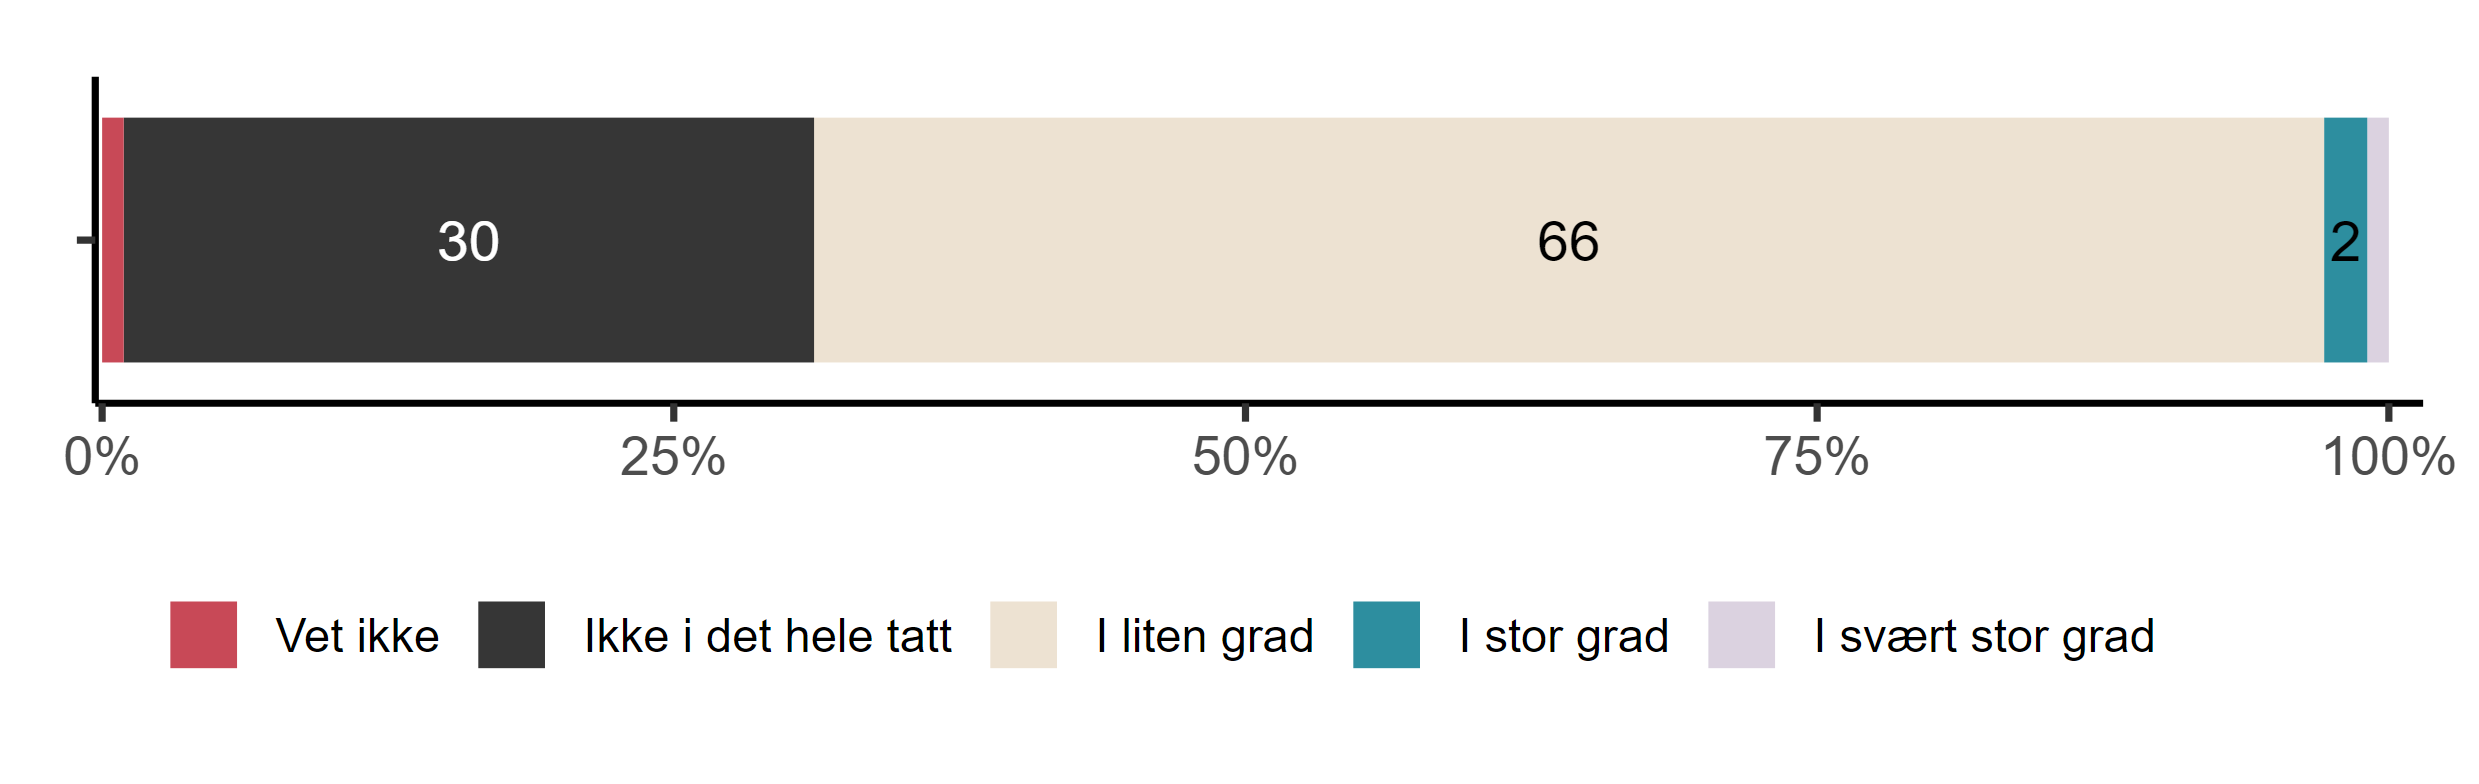 30 66 2
0% 25% 50% 75% 100%
Vet ikke Ikke i det hele tatt I liten grad I stor grad I svært stor grad